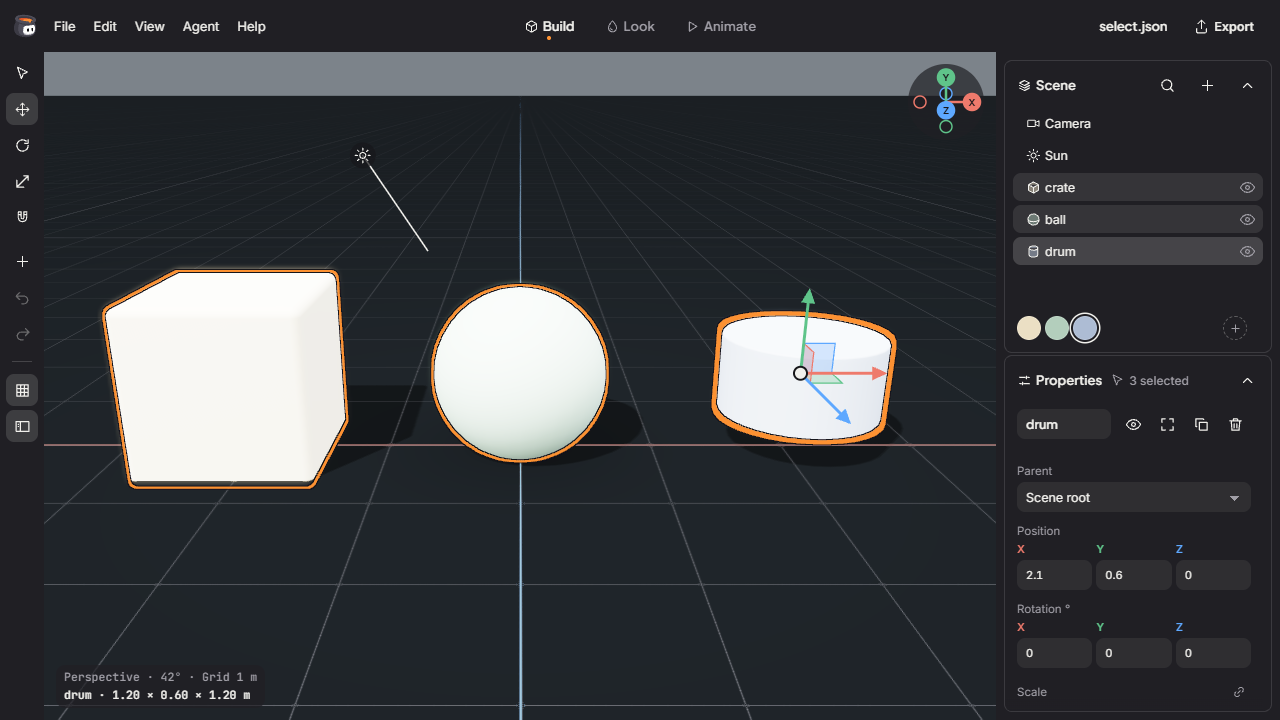 File Edit View Agent Help
Build Look Animate
select.json Export
Y
X
Z
Scene
Camera
Sun
crate
ball
drum
Properties 3 selected
drum
Parent
Scene root
Position
X Y Z
2.1 0.6 0
Rotation °
X Y Z
0 0 0
Scale
Perspective · 42° · Grid 1 m
drum · 1.20 × 0.60 × 1.20 m